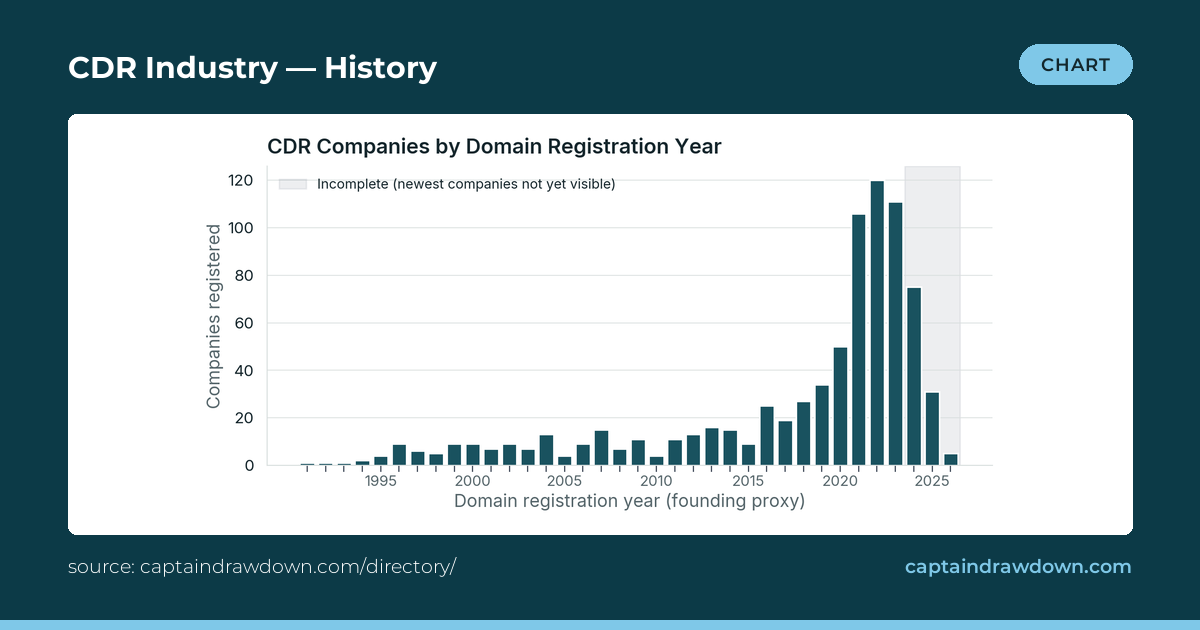 CDR Industry — History
CHART
CDR Companies by Domain Registration Year
Incomplete (newest companies not yet visible)
120
100
80
60
40
20
0
Companies registered
1995
2000
2005
2010
2015
2020
2025
Domain registration year (founding proxy)
source: captaindrawdown.com/directory/
captaindrawdown.com